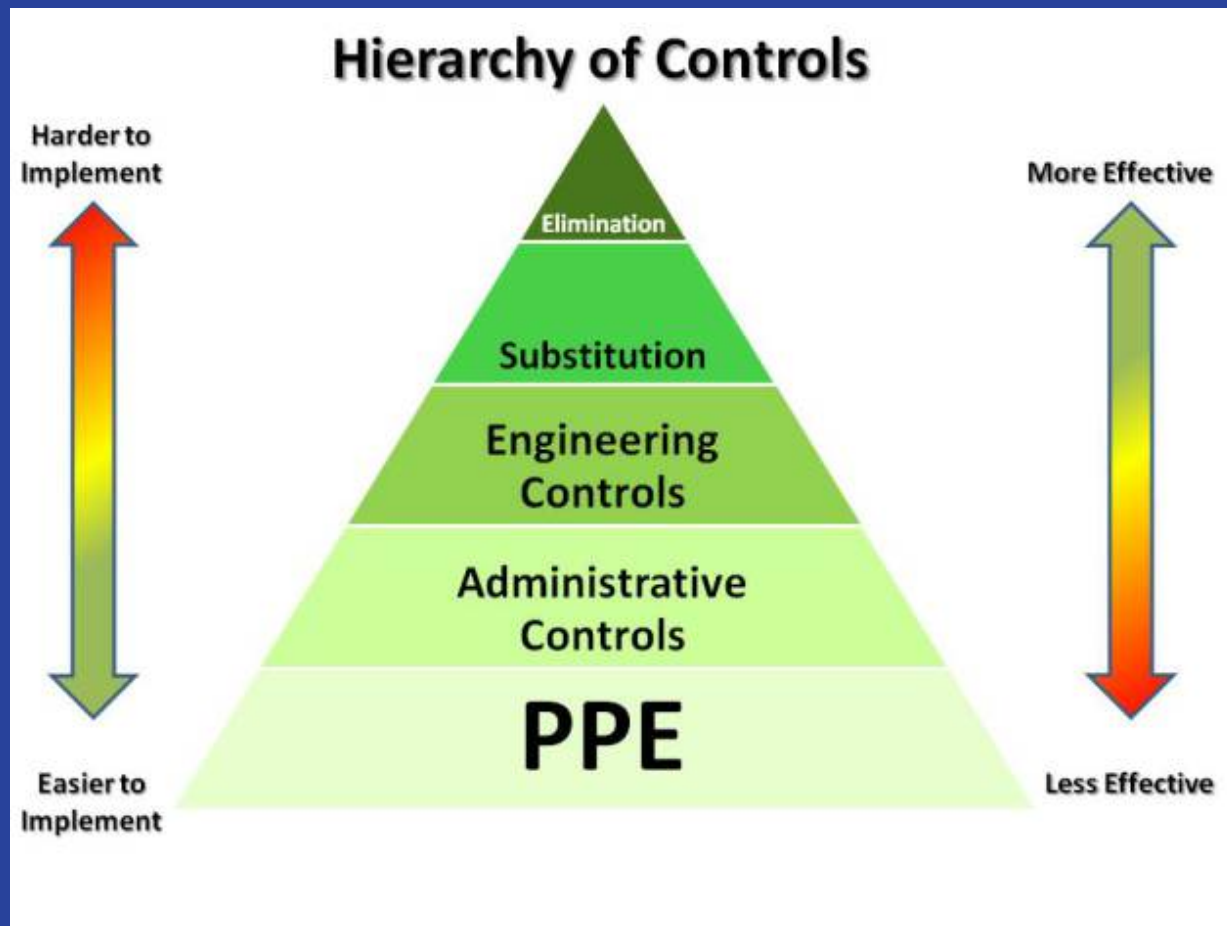 Hierarchy of Controls
Harder to
Implement
More Effective
Elimination
Substitution
Engineering
Controls
Administrative
Controls
PPE
Easier to
Implement
Less Effective